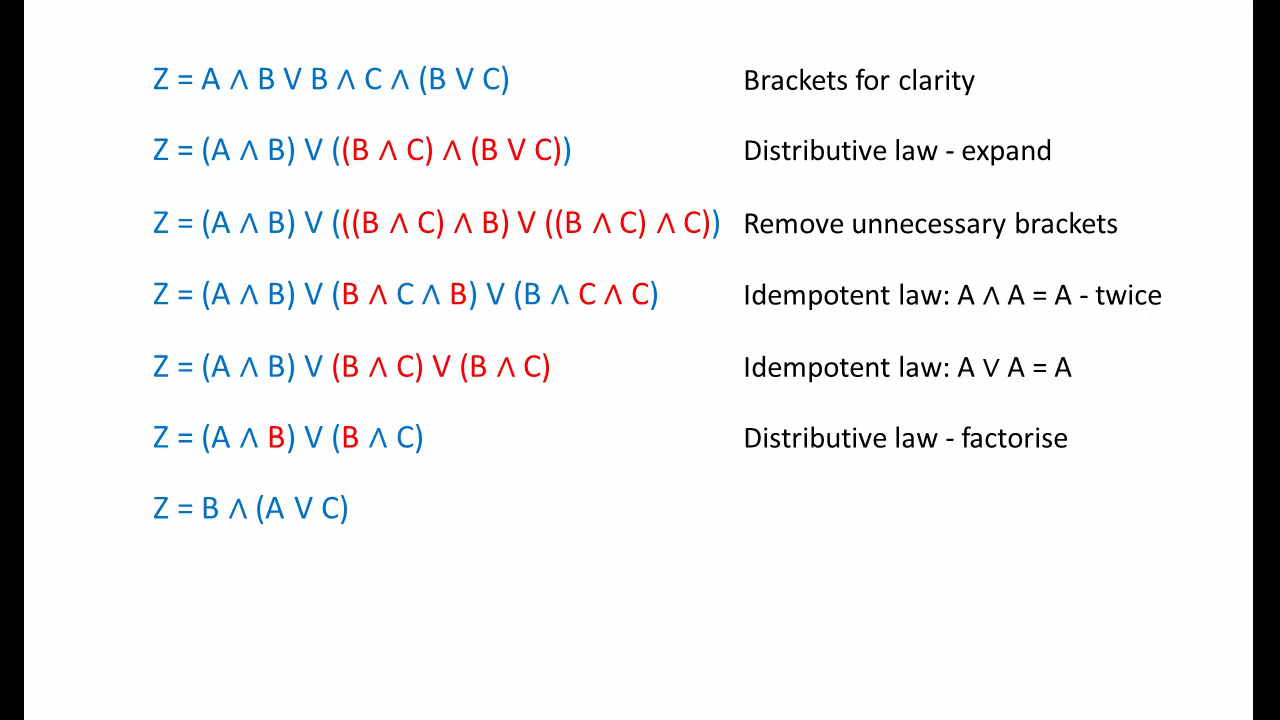 Z = A ∧ B V B ∧ C ∧ (B V C) Brackets for clarity
Z = (A ∧ B) V ((B ∧ C) ∧ (B V C)) Distributive law - expand
Z = (A ∧ B) V (((B ∧ C) ∧ B) V ((B ∧ C) ∧ C)) Remove unnecessary brackets
Z = (A ∧ B) V (B ∧ C ∧ B) V (B ∧ C ∧ C) Idempotent law: A ∧ A = A - twice
Z = (A ∧ B) V (B ∧ C) V (B ∧ C) Idempotent law: A V A = A
Z = (A ∧ B) V (B ∧ C) Distributive law - factorise
Z = B ∧ (A V C)